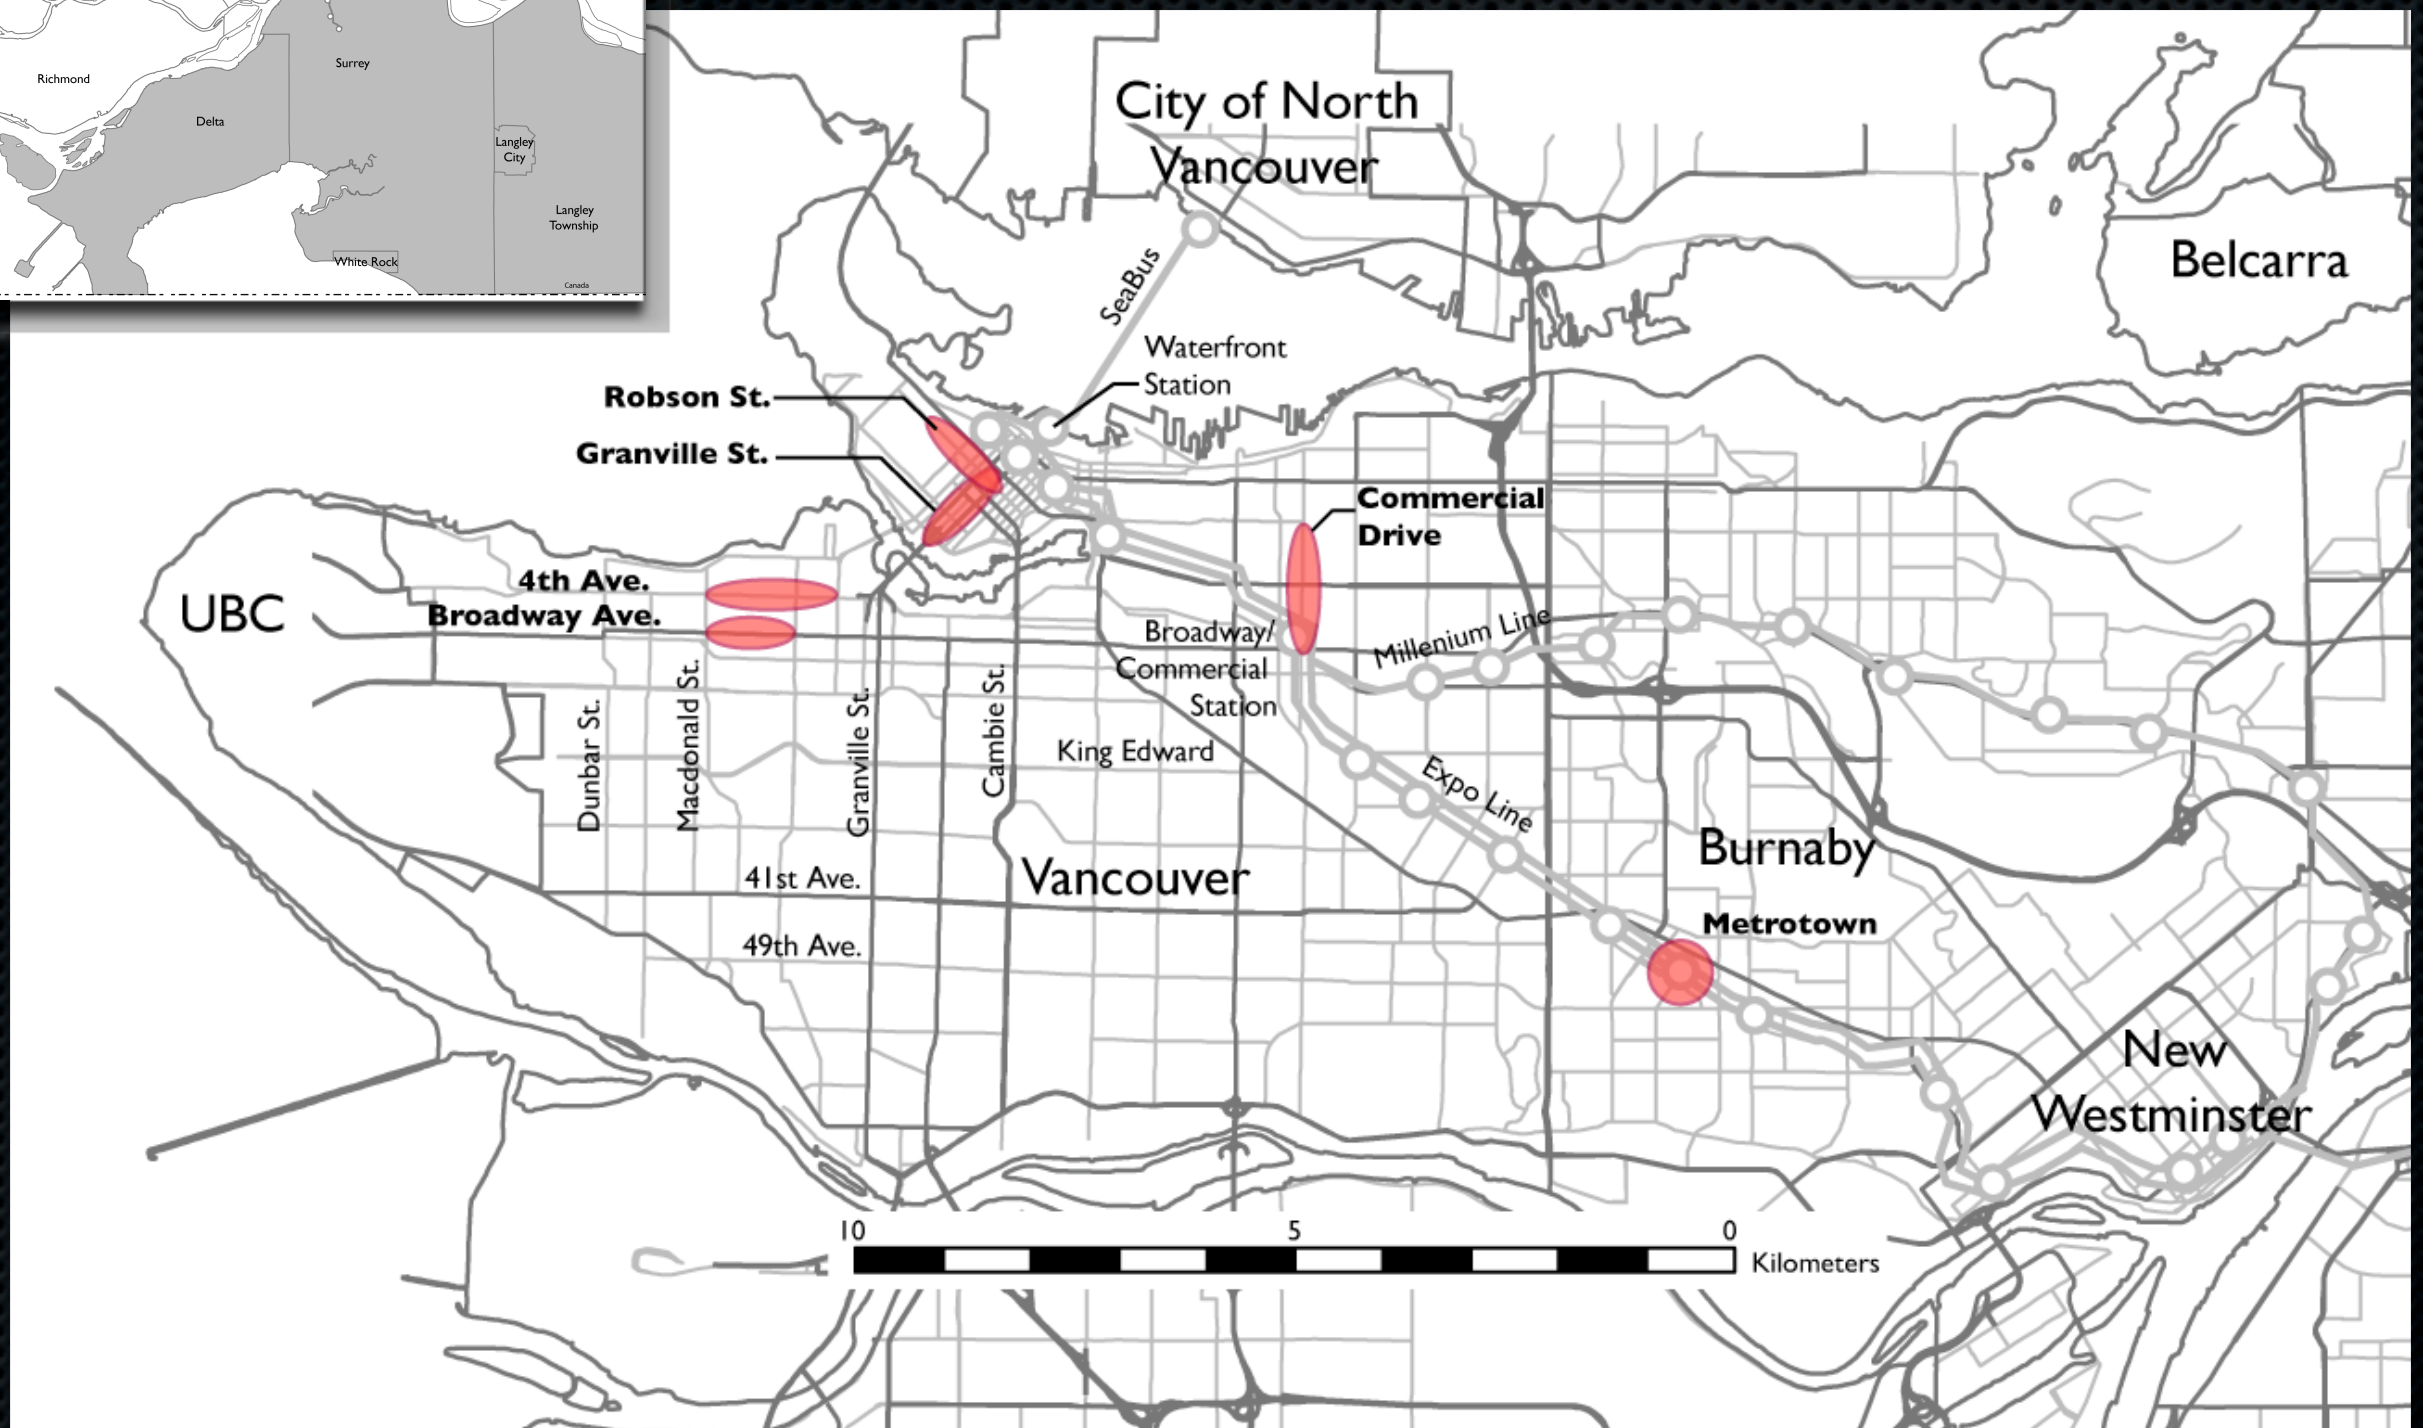 Richmond
Surrey
Delta
Langley
City
Langley
Township
White Rock
Canada
City of North
Vancouver
Belcarra
SeaBus
Waterfront
Station
Robson St.
Granville St.
Commercial
Drive
4th Ave.
Broadway Ave.
UBC
Broadway/
Commercial
Station
Millenium Line
Dunbar St.
Macdonald St.
Granville St.
Cambie St.
King Edward
Expo Line
Burnaby
Vancouver
41st Ave.
Metrotown
49th Ave.
New
Westminster
10 5 0
Kilometers